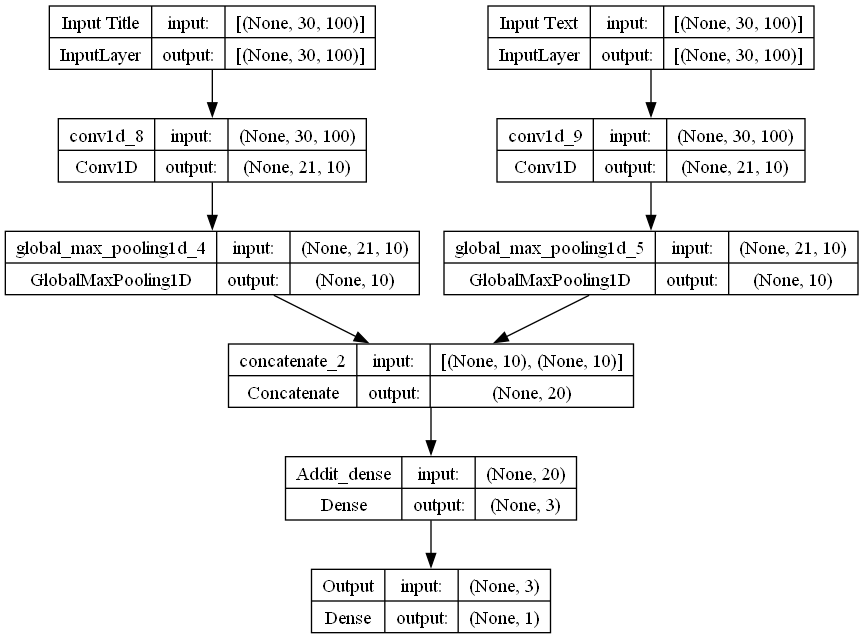 Input Title input: [(None, 30, 100)]
InputLayer output: [(None, 30, 100)]
Input Text input: [(None, 30, 100)]
InputLayer output: [(None, 30, 100)]
conv1d_8 input: (None, 30, 100)
Conv1D output: (None, 21, 10)
conv1d_9 input: (None, 30, 100)
Conv1D output: (None, 21, 10)
global_max_pooling1d_4 input: (None, 21, 10)
GlobalMaxPooling1D output: (None, 10)
global_max_pooling1d_5 input: (None, 21, 10)
GlobalMaxPooling1D output: (None, 10)
concatenate_2 input: [(None, 10), (None, 10)]
Concatenate output: (None, 20)
Addit_dense input: (None, 20)
Dense output: (None, 3)
Output input: (None, 3)
Dense output: (None, 1)